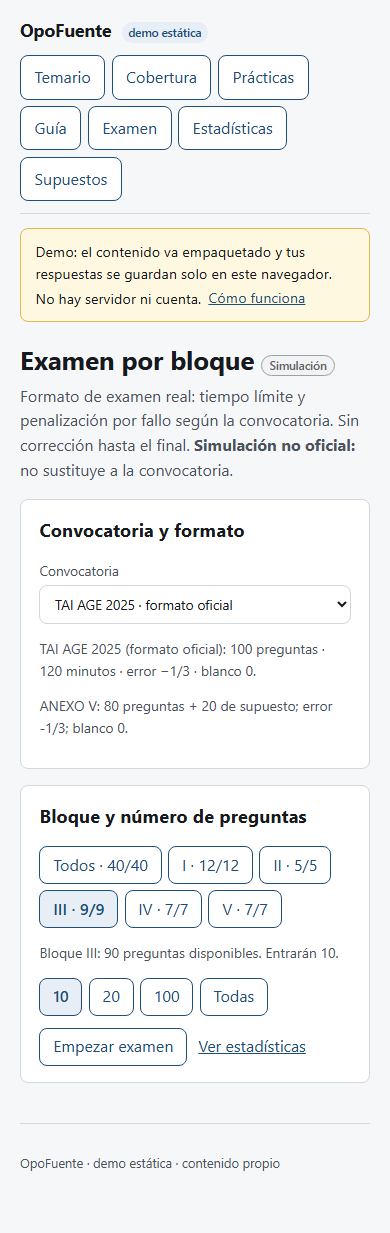 OpoFuente demo estática
Temario Cobertura Prácticas
Guía Examen Estadísticas
Supuestos
Demo: el contenido va empaquetado y tus
respuestas se guardan solo en este navegador.
No hay servidor ni cuenta. Cómo funciona
Examen por bloque Simulación
Formato de examen real: tiempo límite y
penalización por fallo según la convocatoria. Sin
corrección hasta el final. Simulación no oficial:
no sustituye a la convocatoria.
Convocatoria y formato
Convocatoria
TAI AGE 2025 · formato oficial
TAI AGE 2025 (formato oficial): 100 preguntas ·
120 minutos · error −1/3 · blanco 0.
ANEXO V: 80 preguntas + 20 de supuesto; error
-1/3; blanco 0.
Bloque y número de preguntas
Todos · 40/40 I · 12/12 II · 5/5
III · 9/9 IV · 7/7 V · 7/7
Bloque III: 90 preguntas disponibles. Entrarán 10.
10 20 100 Todas
Empezar examen Ver estadísticas
OpoFuente · demo estática · contenido propio